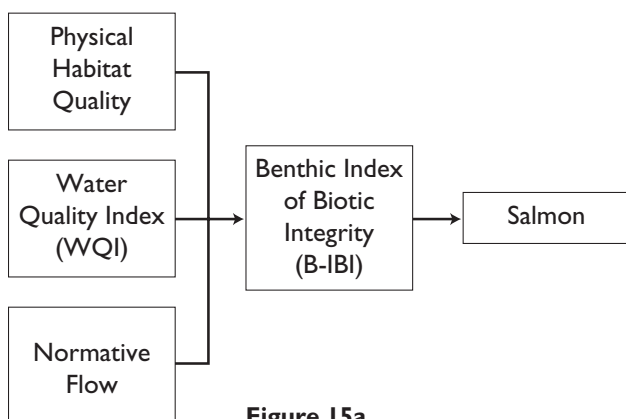 Physical
Habitat
Quality
Water
Quality Index
(WQI)
Normative
Flow
Benthic Index
of Biotic
Integrity
(B-IBI)
Salmon
Figure 15a